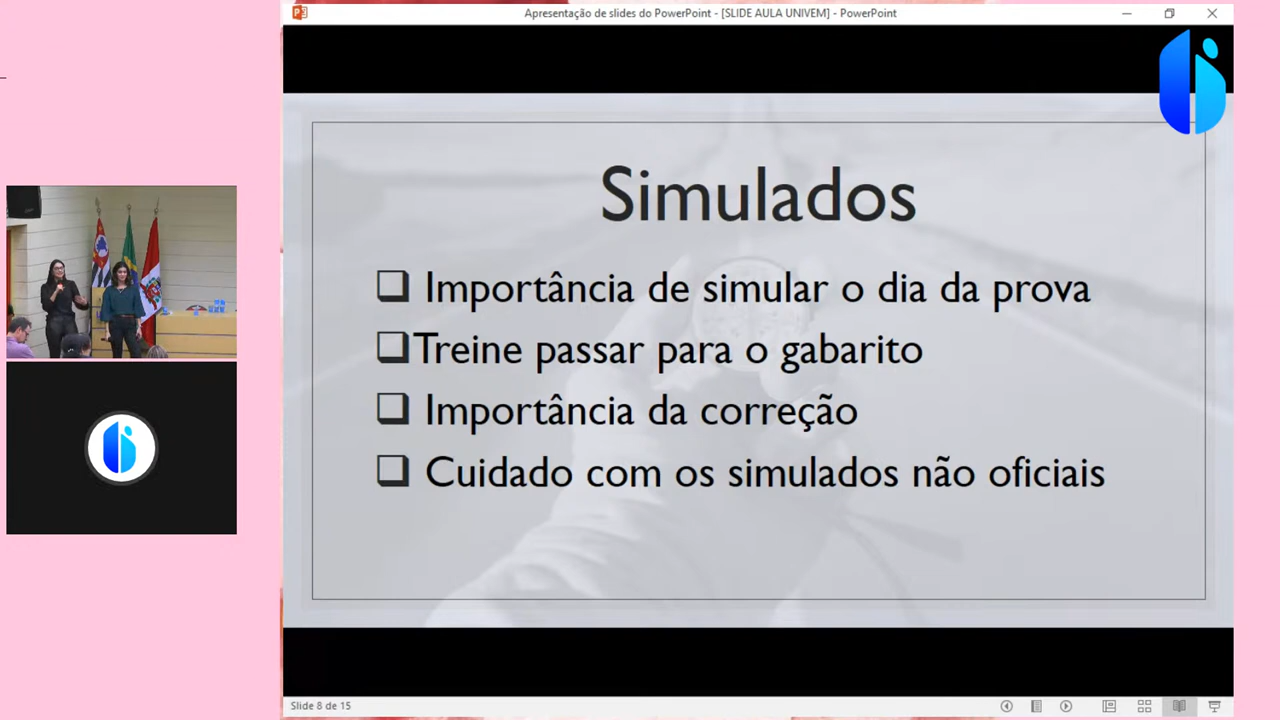 Apresentação de slides do PowerPoint - [SLIDE AULA UNIVEM] - PowerPoint
Simulados
Importância de simular o dia da prova
Treine passar para o gabarito
Importância da correção
Cuidado com os simulados não oficiais
Slide 8 de 15